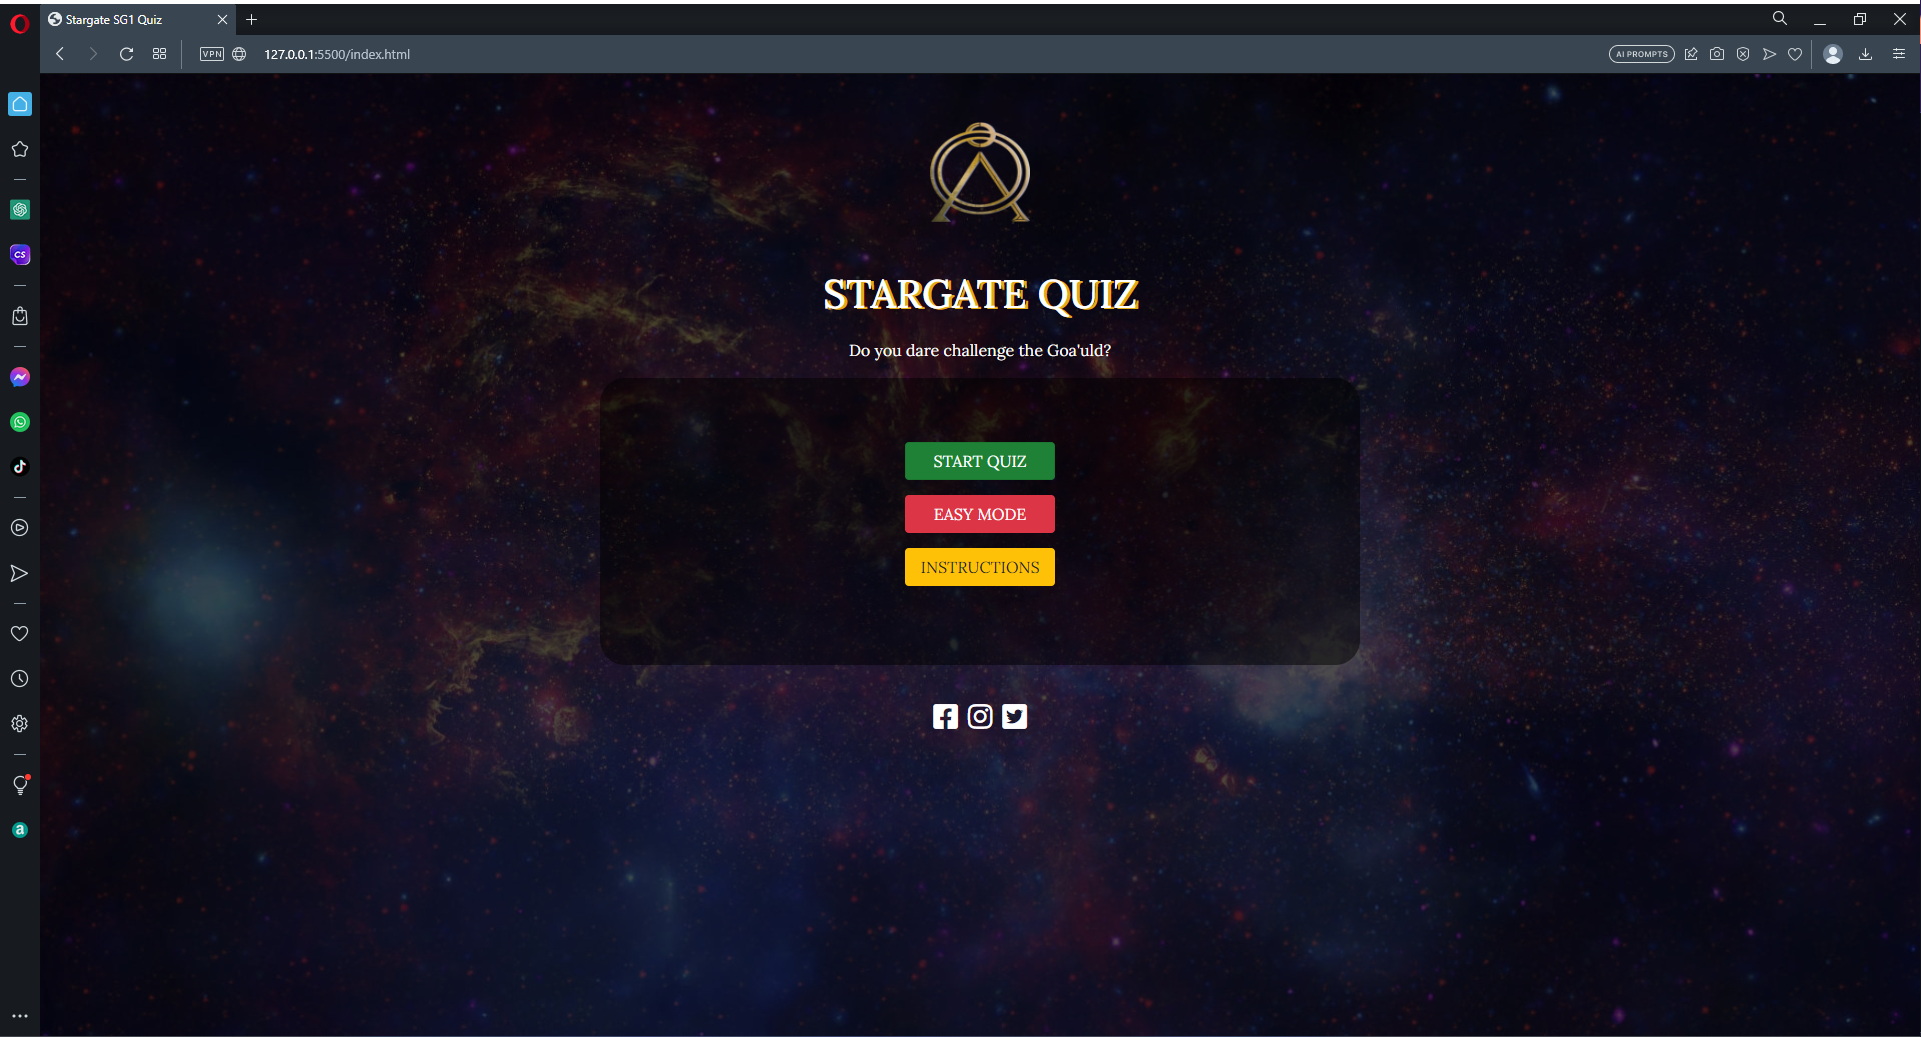 Stargate SG1 Quiz
VPN
127.0.0.1:5500/index.html
AI PROMPTS
CS
STARGATE QUIZ
Do you dare challenge the Goa'uld?
START QUIZ
EASY MODE
INSTRUCTIONS
a